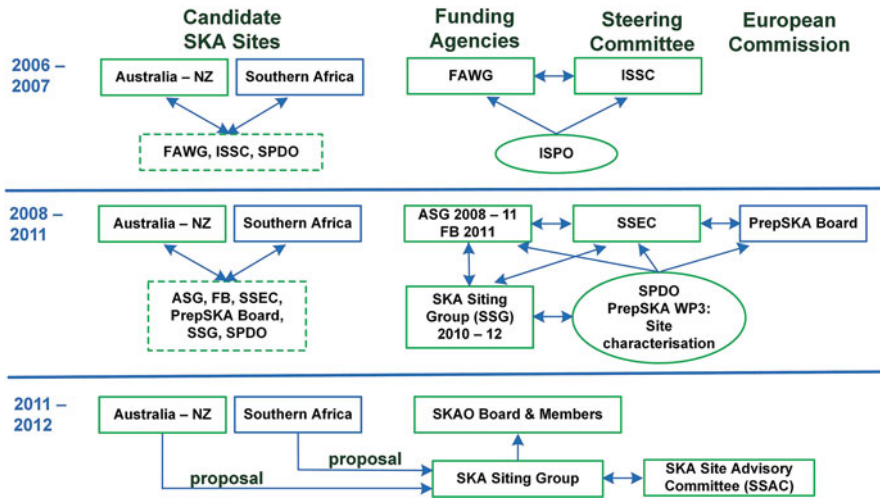 Candidate
SKA Sites
Funding
Agencies
Steering
Committee
European
Commission
2006 –
2007
Australia – NZ
Southern Africa
FAWG
ISSC
FAWG, ISSC, SPDO
ISPO
2008 –
2011
Australia – NZ
Southern Africa
ASG 2008 – 11
FB 2011
SSEC
PrepSKA Board
ASG, FB, SSEC,
PrepSKA Board,
SSG, SPDO
SKA Siting
Group (SSG)
2010 – 12
SPDO
PrepSKA WP3:
Site
characterisation
2011 –
2012
Australia – NZ
Southern Africa
SKAO Board & Members
proposal
proposal
SKA Siting Group
SKA Site Advisory
Committee (SSAC)